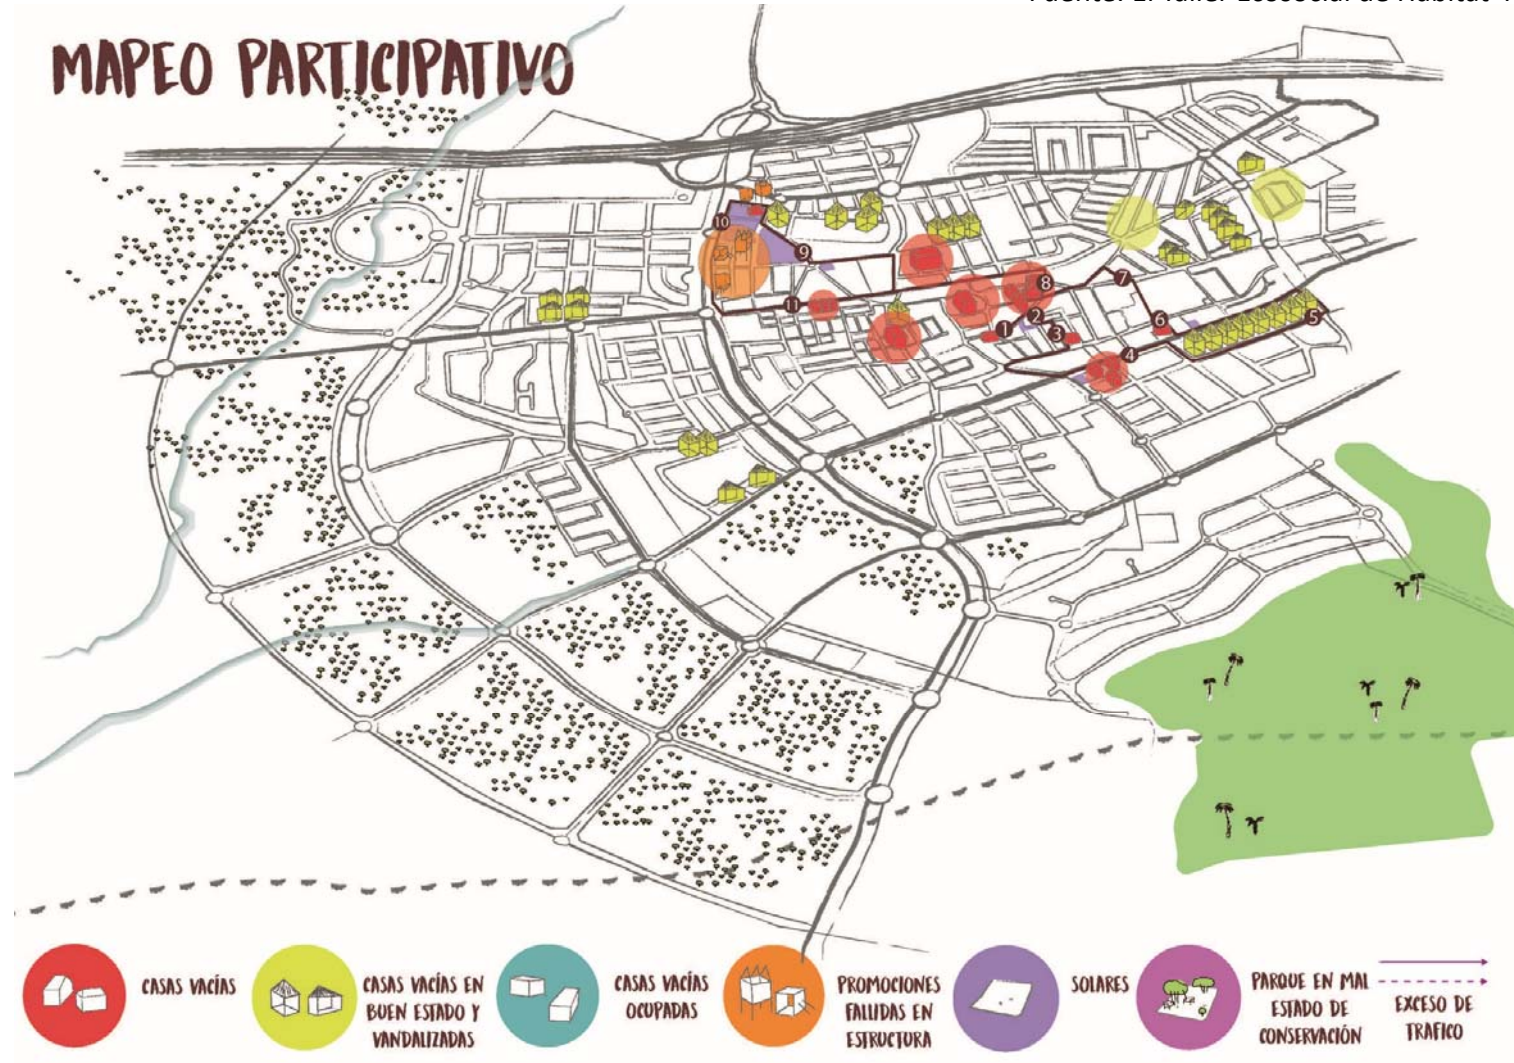 MAPEO PARTICIPATIVO
10
9
11
8
7
2
1
3
6
5
4
CASAS VACÍAS
CASAS VACÍAS EN
BUEN ESTADO Y
VANDALIZADAS
CASAS VACÍAS
OCUPADAS
PROMOCIONES
FALLIDAS EN
ESTRUCTURA
SOLARES
PARQUE EN MAL
ESTADO DE
CONSERVACIÓN
EXCESO DE
TRAFICO